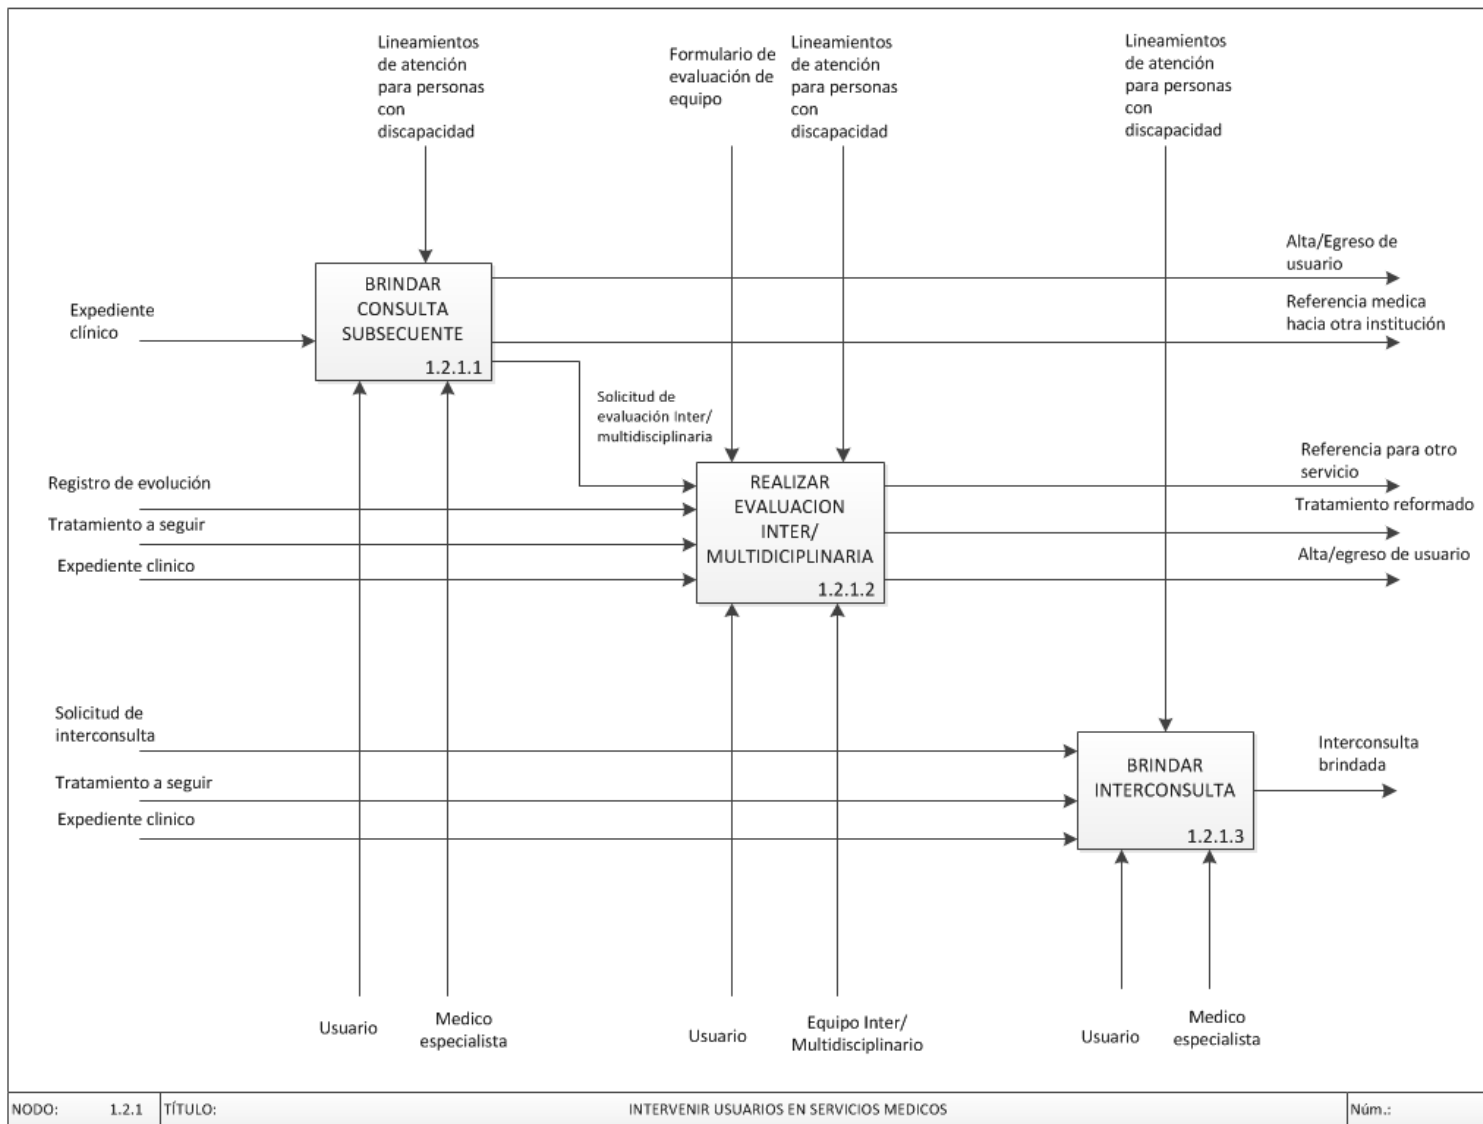 Lineamientos
de atención
para personas
con
discapacidad
Formulario de
evaluación de
equipo
Lineamientos
de atención
para personas
con
discapacidad
Lineamientos
de atención
para personas
con
discapacidad
Expediente
clínico
BRINDAR
CONSULTA
SUBSECUENTE
1.2.1.1
Alta/Egreso de
usuario
Referencia medica
hacia otra institución
Solicitud de
evaluación Inter/
multidisciplinaria
Registro de evolución
Tratamiento a seguir
Expediente clinico
REALIZAR
EVALUACION
INTER/
MULTIDICIPLINARIA
1.2.1.2
Referencia para otro
servicio
Tratamiento reformado
Alta/egreso de usuario
Solicitud de
interconsulta
Tratamiento a seguir
Expediente clinico
BRINDAR
INTERCONSULTA
1.2.1.3
Interconsulta
brindada
Usuario
Medico
especialista
Usuario
Equipo Inter/
Multidisciplinario
Usuario
Medico
especialista
NODO: 1.2.1 TÍTULO: INTERVENIR USUARIOS EN SERVICIOS MEDICOS Núm.: